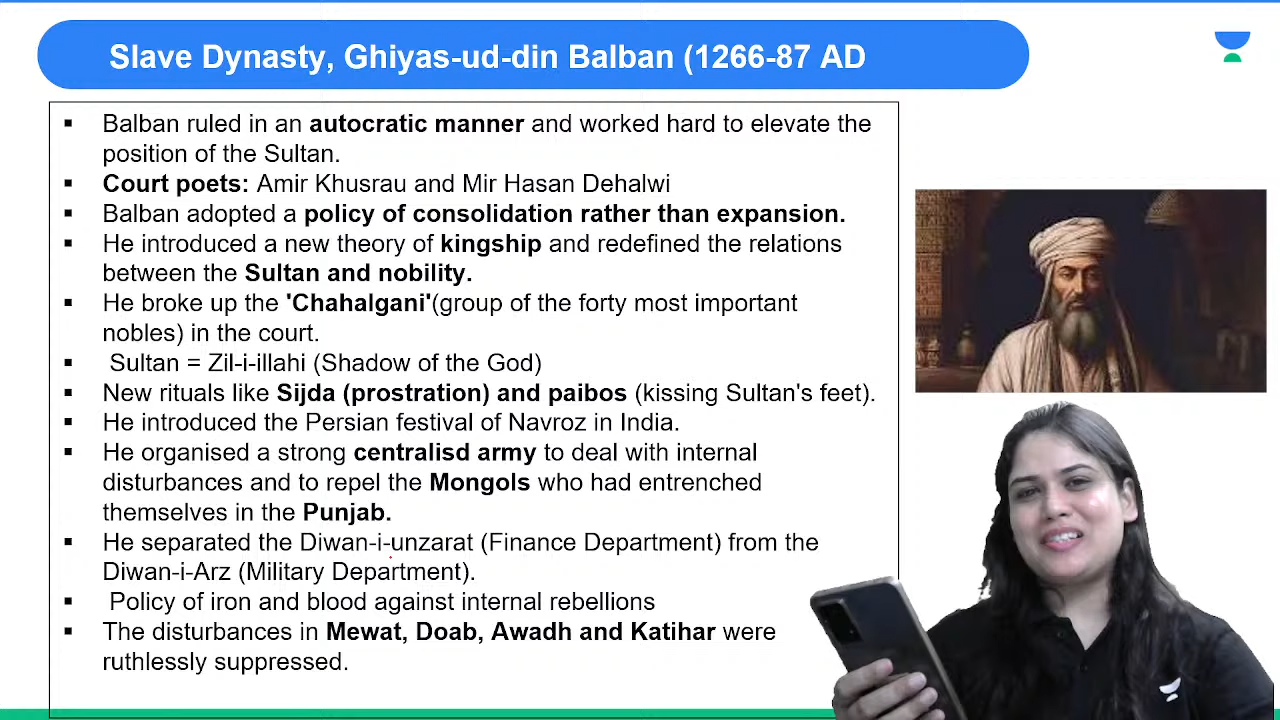 Slave Dynasty, Ghiyas-ud-din Balban (1266-87 AD
▪ Balban ruled in an autocratic manner and worked hard to elevate the
position of the Sultan.
▪ Court poets: Amir Khusrau and Mir Hasan Dehalwi
▪ Balban adopted a policy of consolidation rather than expansion.
▪ He introduced a new theory of kingship and redefined the relations
between the Sultan and nobility.
▪ He broke up the 'Chahalgani'(group of the forty most important
nobles) in the court.
▪ Sultan = Zil-i-illahi (Shadow of the God)
▪ New rituals like Sijda (prostration) and paibos (kissing Sultan's feet).
▪ He introduced the Persian festival of Navroz in India.
▪ He organised a strong centralisd army to deal with internal
disturbances and to repel the Mongols who had entrenched
themselves in the Punjab.
▪ He separated the Diwan-i-unzarat (Finance Department) from the
Diwan-i-Arz (Military Department).
▪ Policy of iron and blood against internal rebellions
▪ The disturbances in Mewat, Doab, Awadh and Katihar were
ruthlessly suppressed.